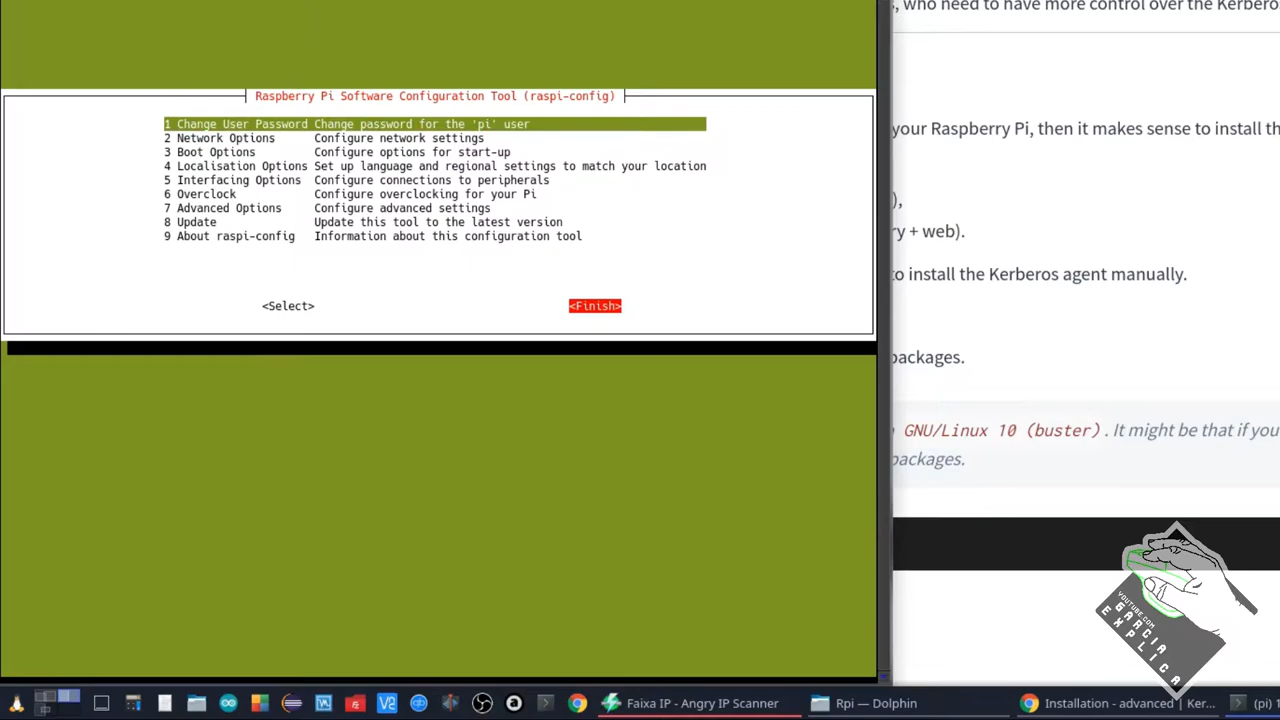 Raspberry Pi Software Configuration Tool (raspi-config)
1 Change User Password Change password for the 'pi' user
2 Network Options Configure network settings
3 Boot Options Configure options for start-up
4 Localisation Options Set up language and regional settings to match your location
5 Interfacing Options Configure connections to peripherals
6 Overclock Configure overclocking for your Pi
7 Advanced Options Configure advanced settings
8 Update Update this tool to the latest version
9 About raspi-config Information about this configuration tool
<Select> <Finish>
, who need to have more control over the Kerberos
your Raspberry Pi, then it makes sense to install th
),
ry + web).
to install the Kerberos agent manually.
packages.
GNU/Linux 10 (buster). It might be that if you
packages.
YOUTUBE.COM
GARCIA
EXPLICA
Faixa IP - Angry IP Scanner
Rpi — Dolphin
Installation - advanced | Ker...
(pi)